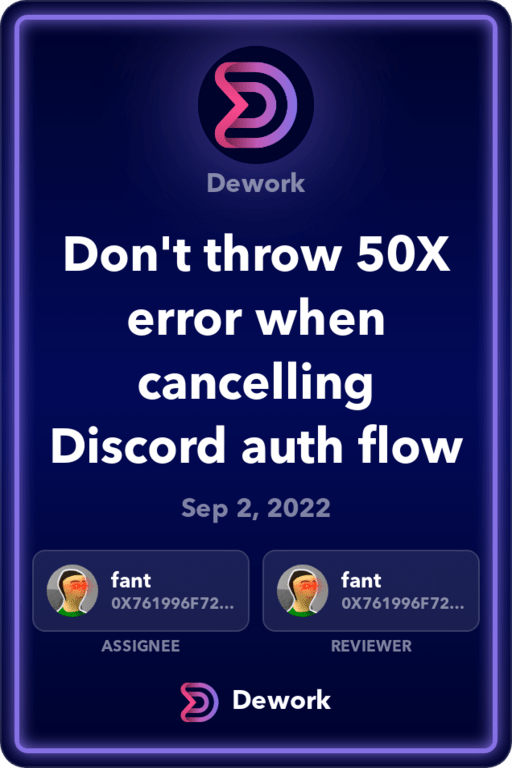 Dework
Don't throw 50X
error when
cancelling
Discord auth flow
Sep 2, 2022
fant
0X761996F72...
ASSIGNEE
fant
0X761996F72...
REVIEWER
Dework